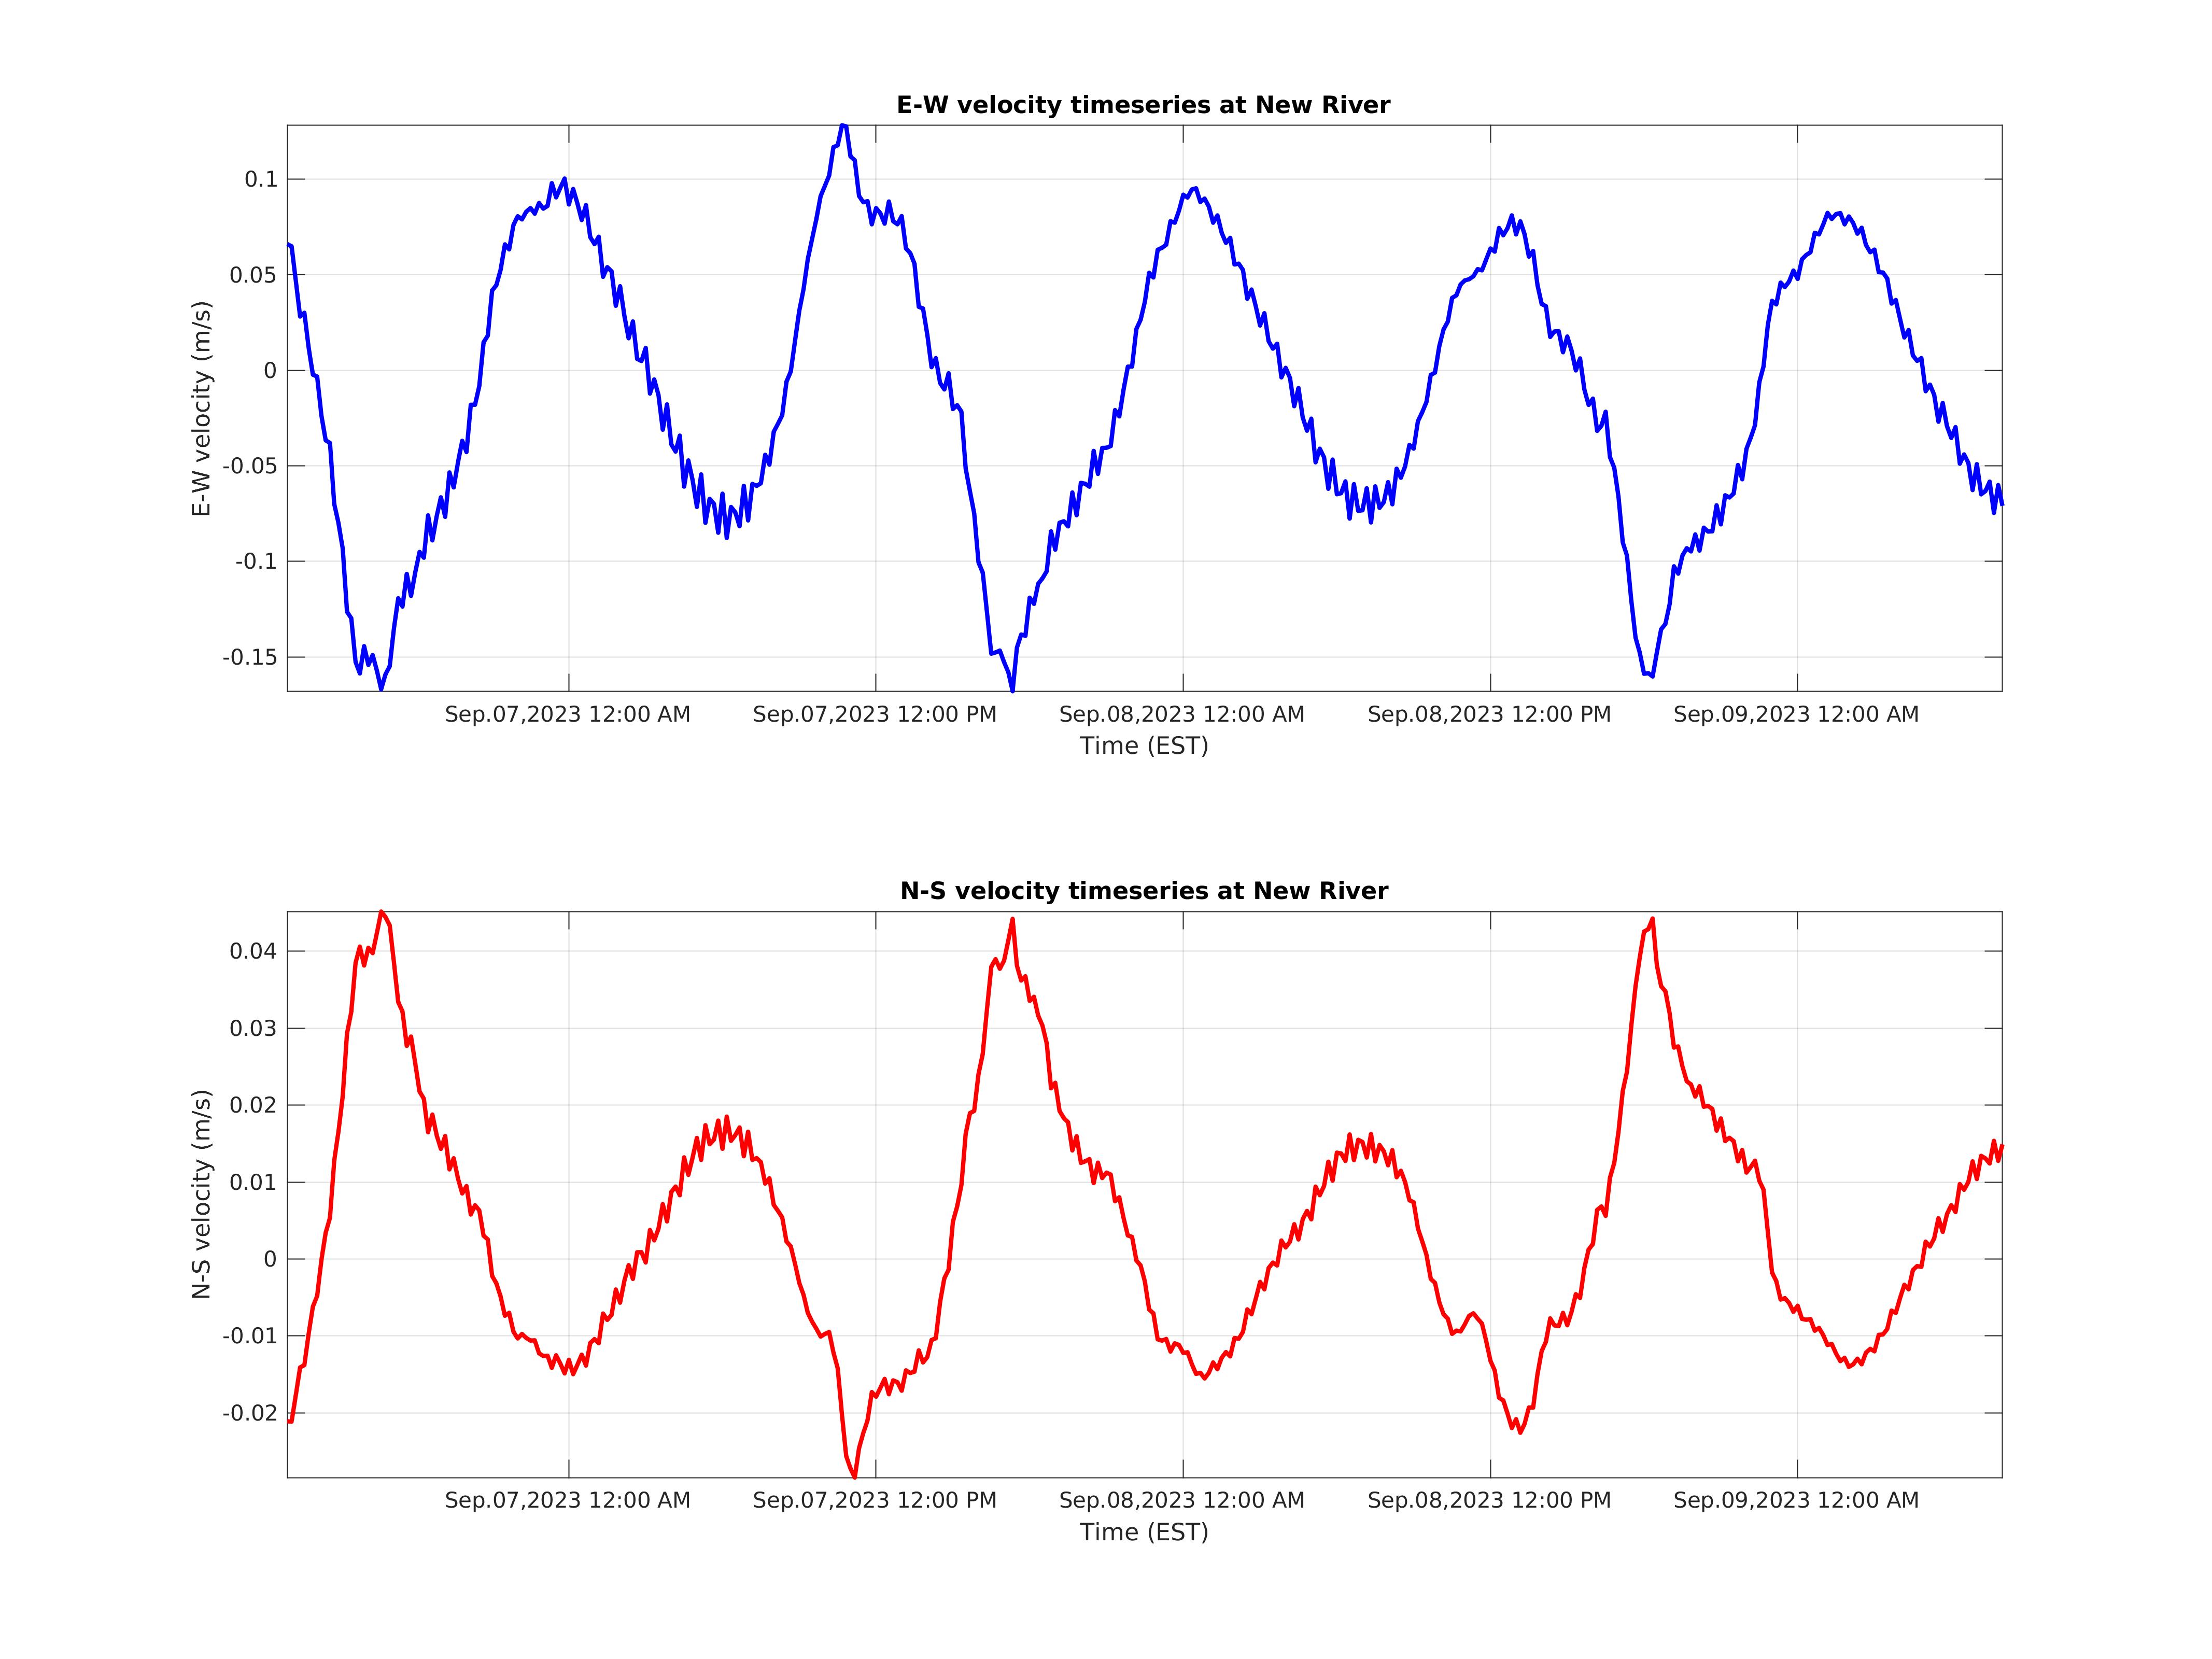 E-W velocity timeseries at New River
E-W velocity (m/s)
0.1
0.05
0
-0.05
-0.1
-0.15
Sep.07,2023 12:00 AM
Sep.07,2023 12:00 PM
Sep.08,2023 12:00 AM
Sep.08,2023 12:00 PM
Sep.09,2023 12:00 AM
Time (EST)
N-S velocity timeseries at New River
N-S velocity (m/s)
0.04
0.03
0.02
0.01
0
-0.01
-0.02
Sep.07,2023 12:00 AM
Sep.07,2023 12:00 PM
Sep.08,2023 12:00 AM
Sep.08,2023 12:00 PM
Sep.09,2023 12:00 AM
Time (EST)